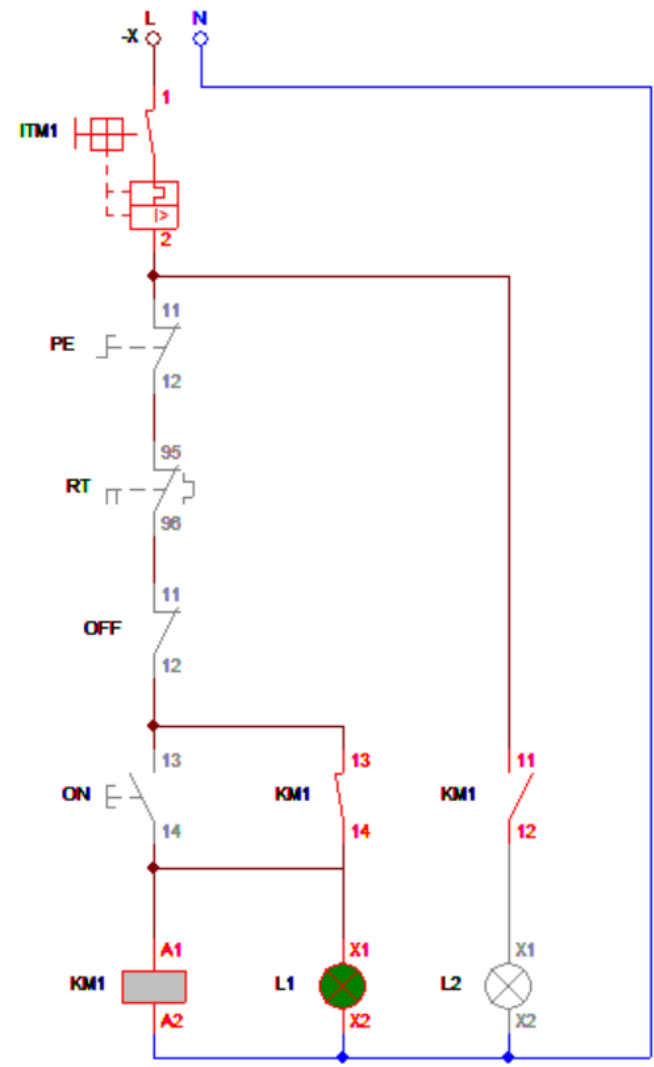 L N
-X
1
ITM1
I>
2
11
PE
12
95
RT
96
11
OFF
12
13 13 11
ON KM1 KM1
14 14 12
A1 X1 X1
KM1 L1 L2
A2 X2 X2